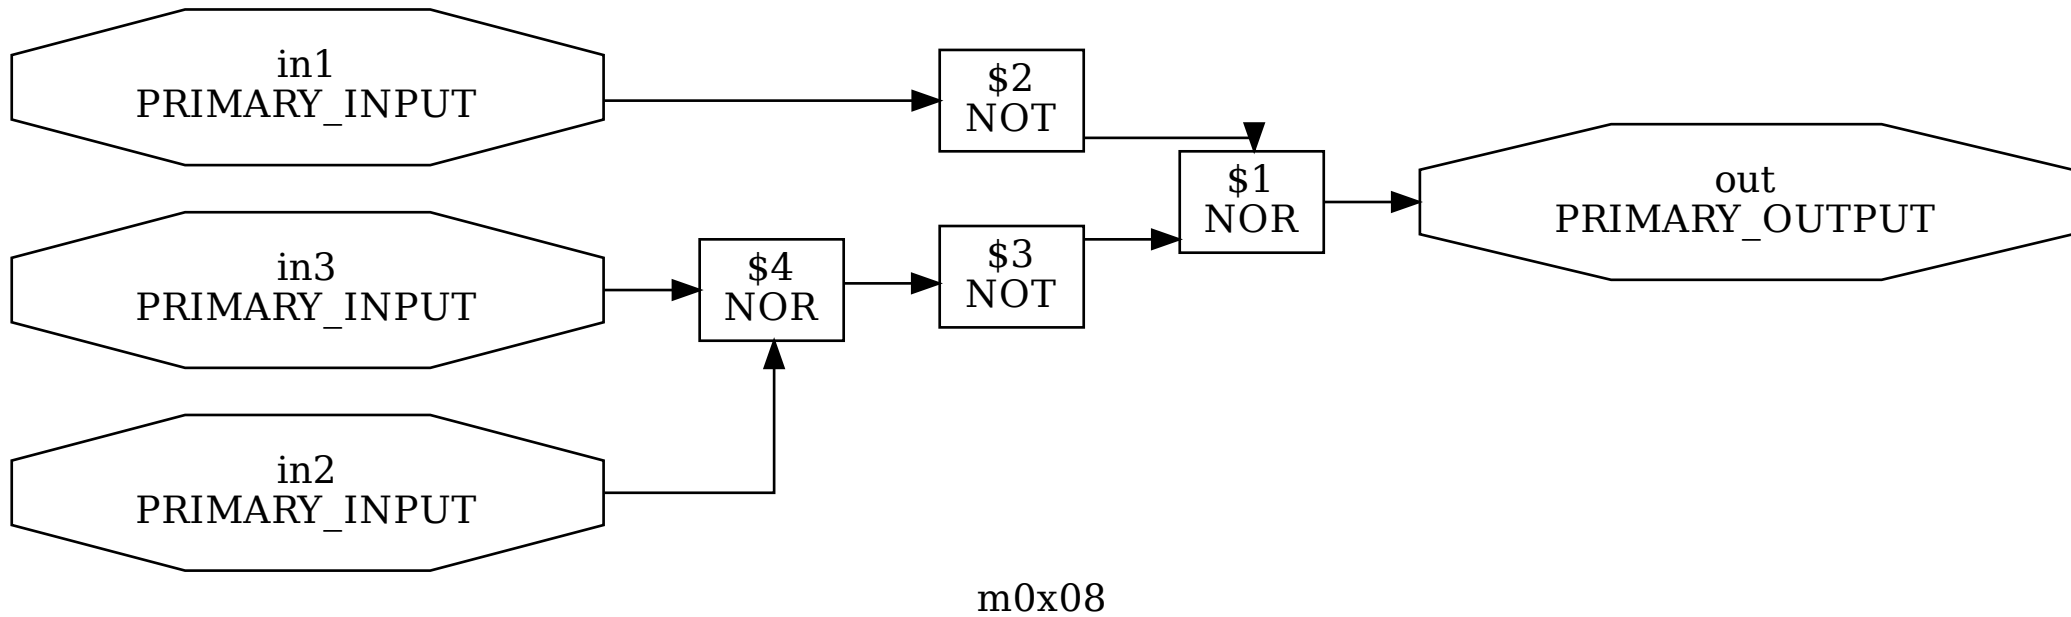 in1
PRIMARY_INPUT
$2
NOT
$1
NOR
out
PRIMARY_OUTPUT
in3
PRIMARY_INPUT
$4
NOR
$3
NOT
in2
PRIMARY_INPUT
m0x08